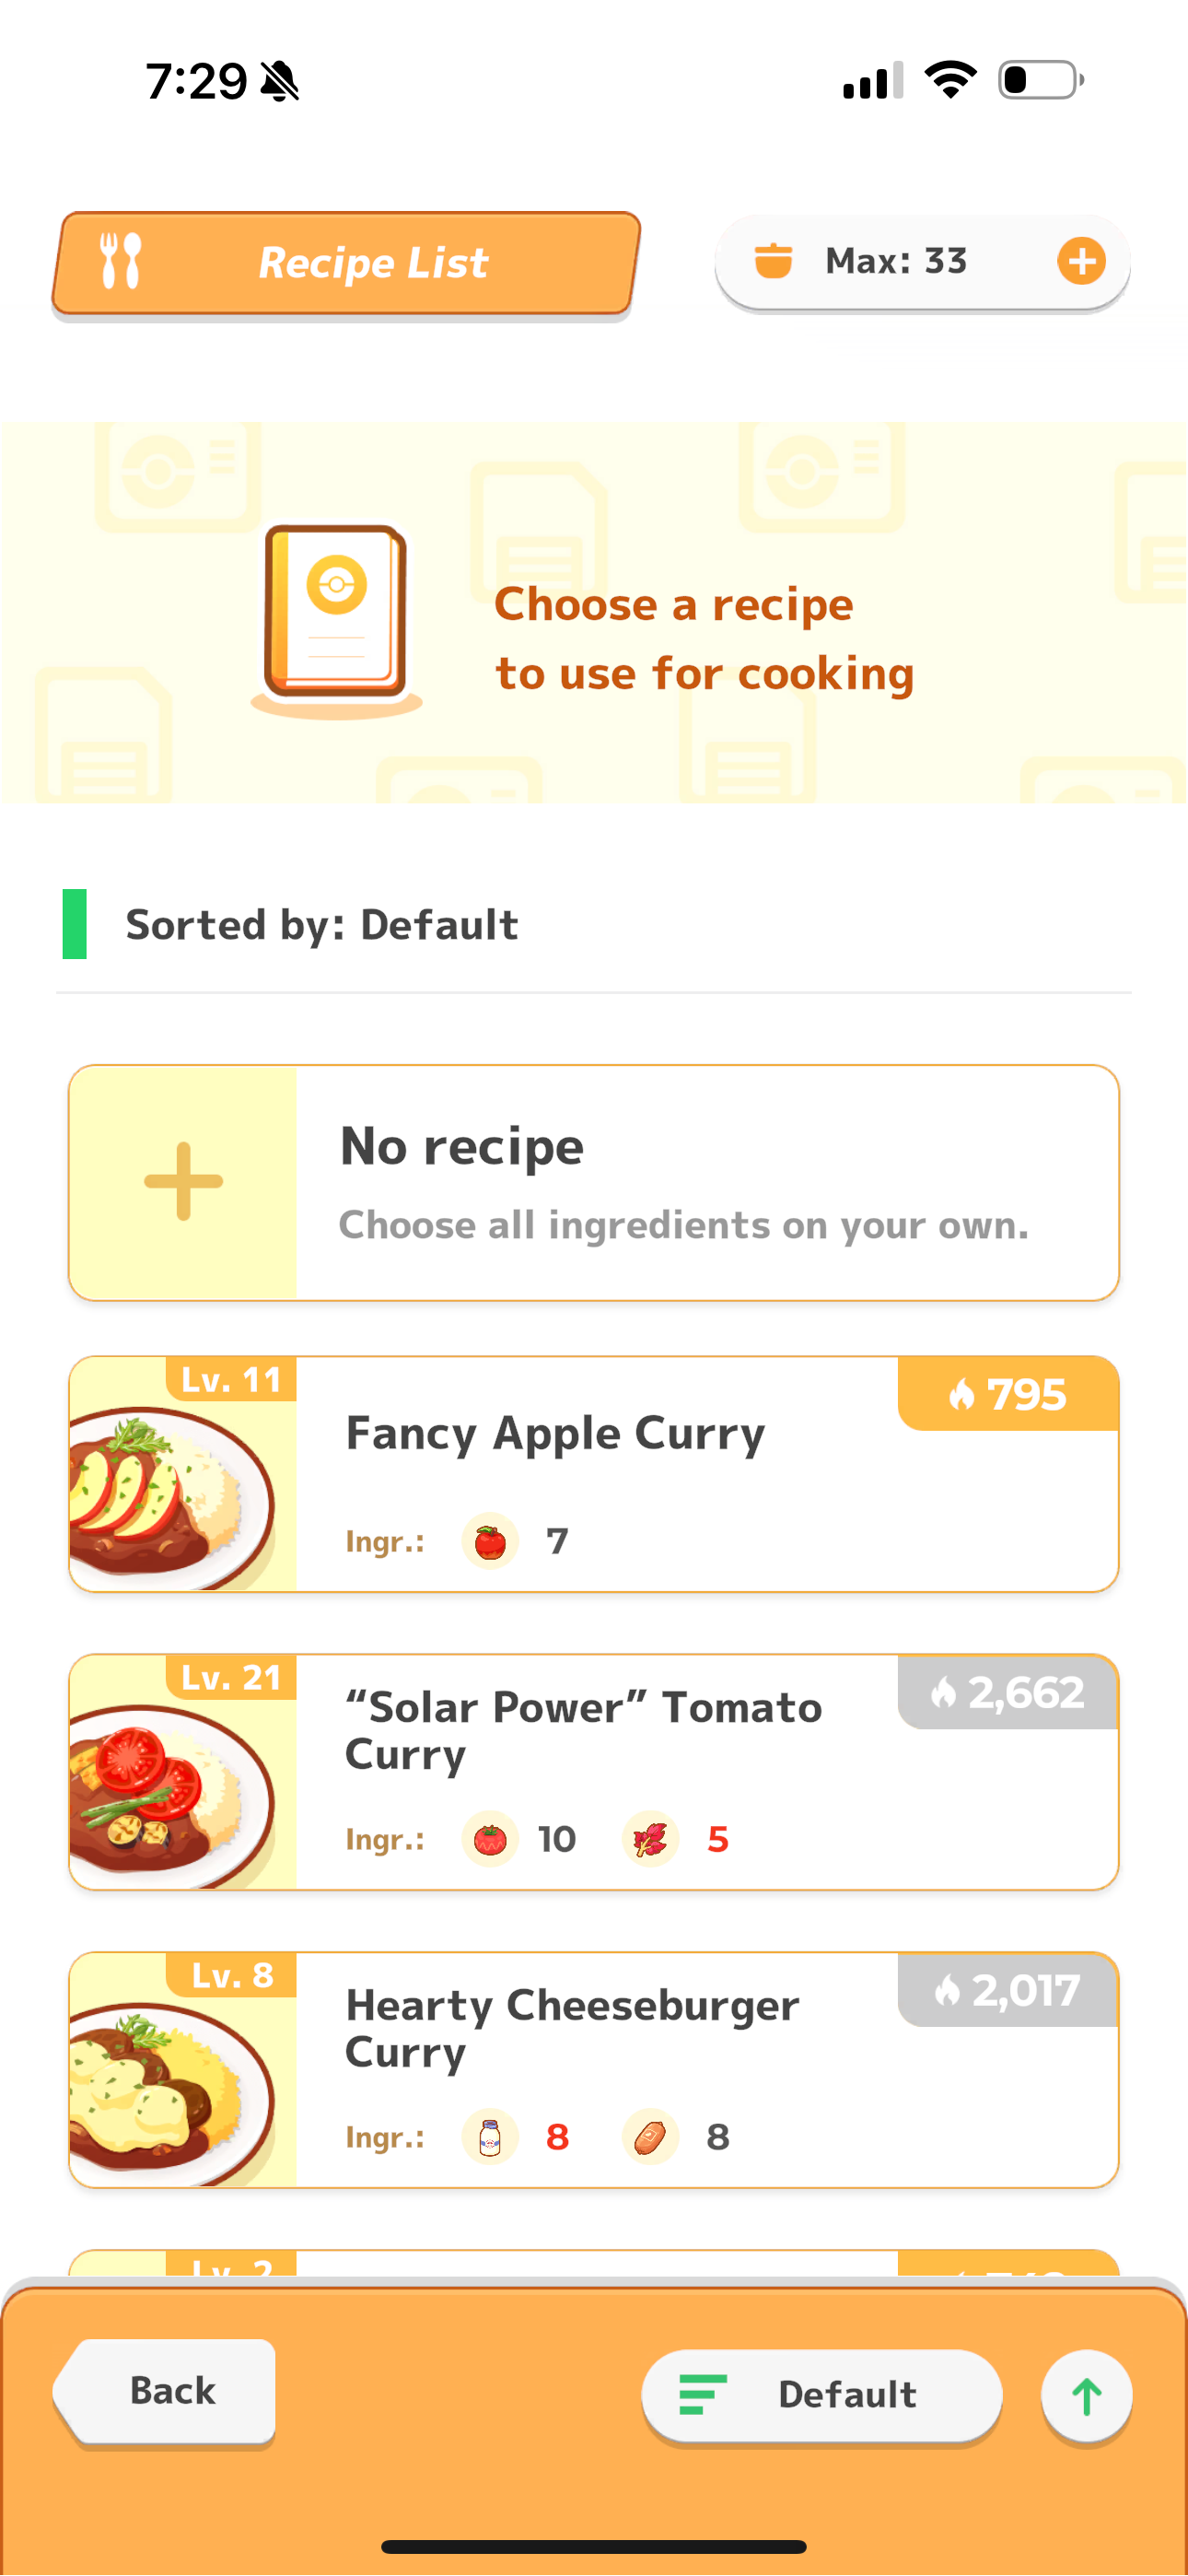 7:29
Recipe List
Max: 33
Choose a recipe
to use for cooking
Sorted by: Default
No recipe
Choose all ingredients on your own.
Lv. 11
795
Fancy Apple Curry
Ingr.: 7
Lv. 21
2,662
“Solar Power” Tomato
Curry
Ingr.: 10 5
Lv. 8
2,017
Hearty Cheeseburger
Curry
Ingr.: 8 8
Lv. 2
Back
Default